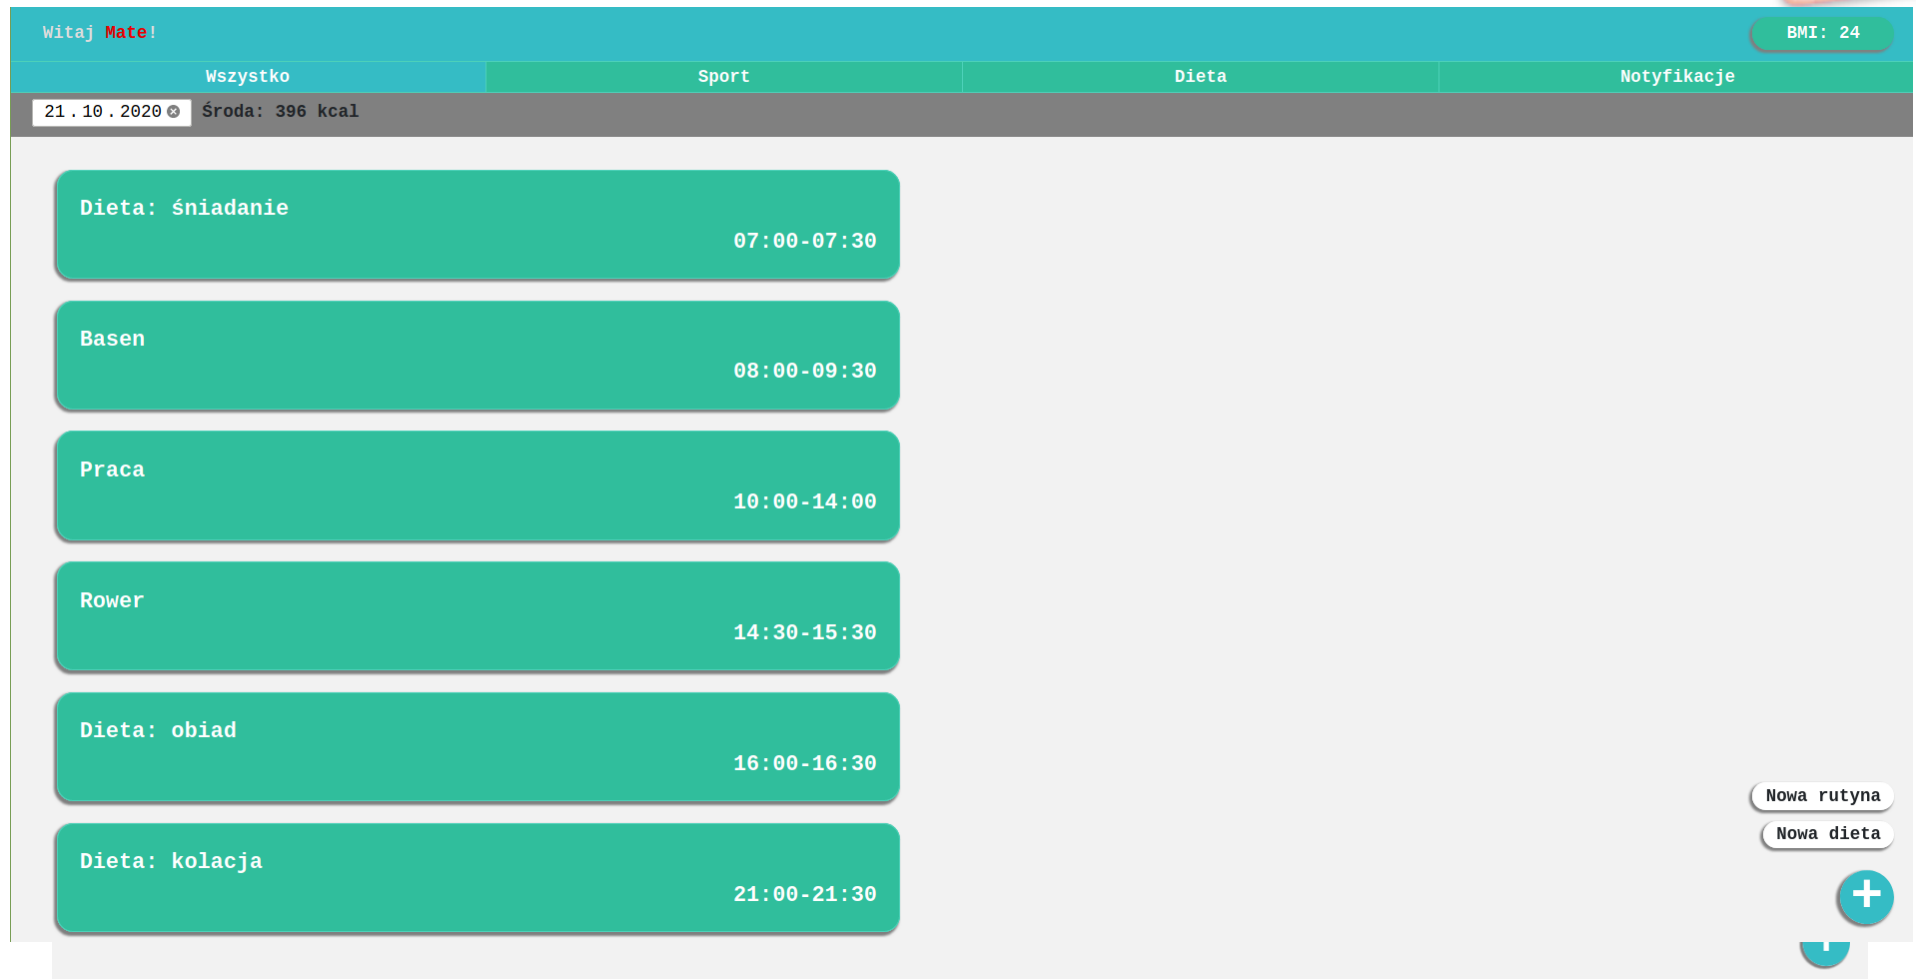 Witaj Mate!
BMI: 24
Wszystko Sport Dieta Notyfikacje
21.10.2020 Środa: 396 kcal
Dieta: śniadanie
07:00-07:30
Basen
08:00-09:30
Praca
10:00-14:00
Rower
14:30-15:30
Dieta: obiad
16:00-16:30
Dieta: kolacja
21:00-21:30
Nowa rutyna
Nowa dieta
+